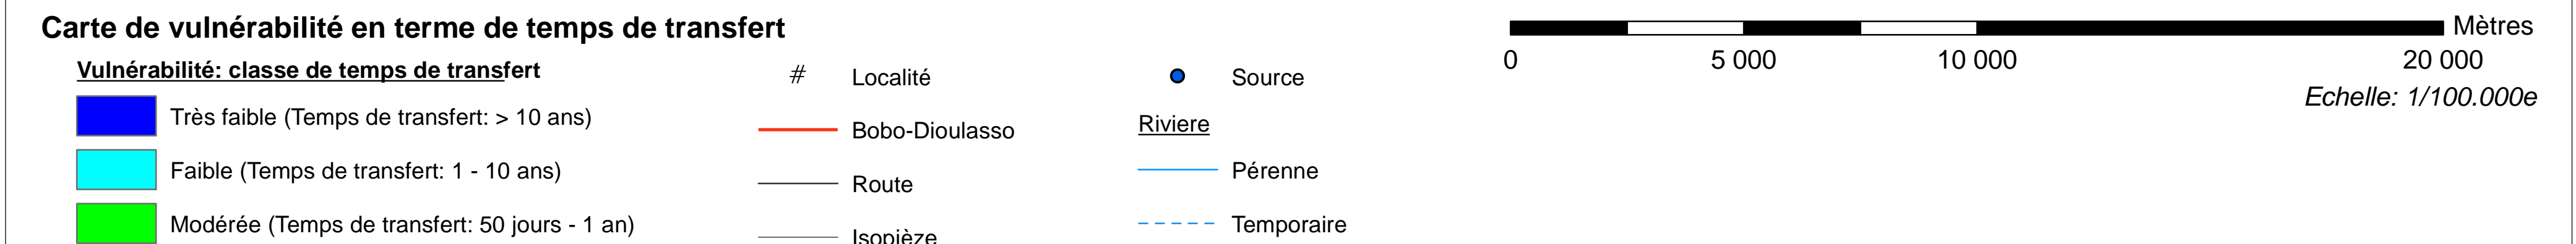 Carte de vulnérabilité en terme de temps de transfert
Vulnérabilité: classe de temps de transfert
Très faible (Temps de transfert: > 10 ans)
Faible (Temps de transfert: 1 - 10 ans)
Modérée (Temps de transfert: 50 jours - 1 an)
# Localité
Bobo-Dioulasso
Route
Isopièze
Source
Riviere
Pérenne
Temporaire
Mètres
0 5 000 10 000 20 000
Echelle: 1/100.000e